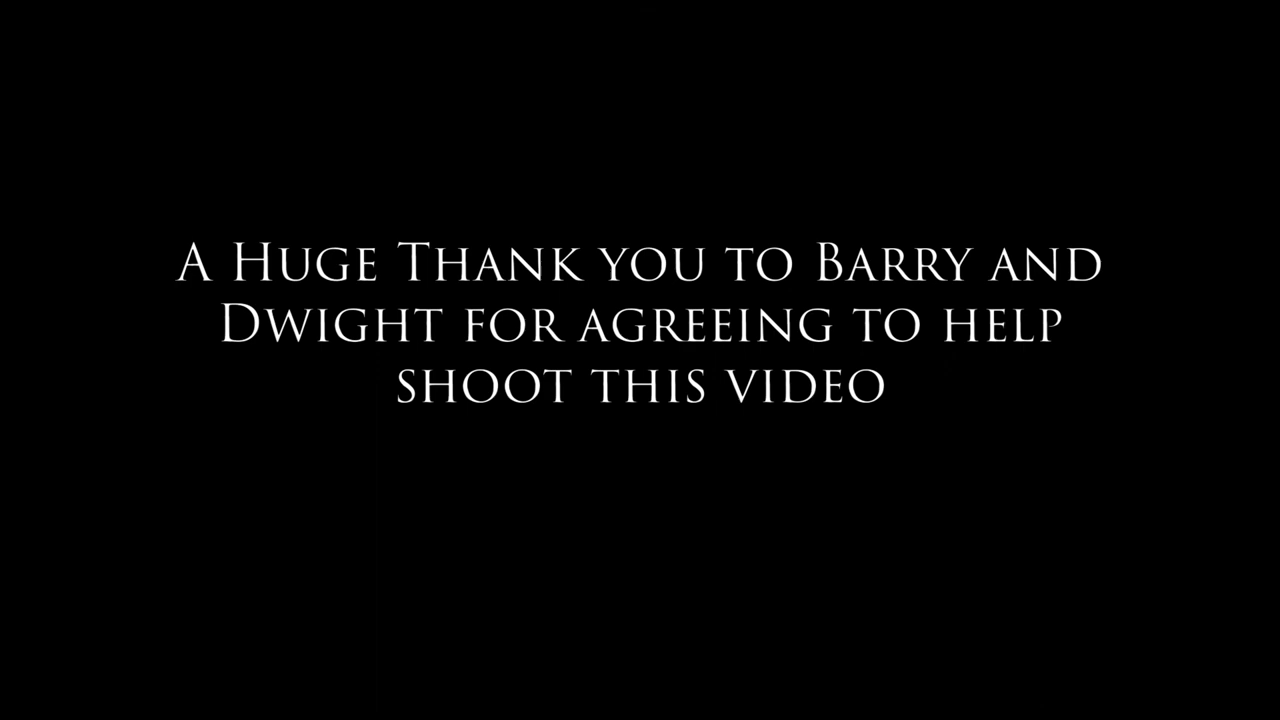 A Huge Thank you to Barry and
Dwight for agreeing to help
shoot this video